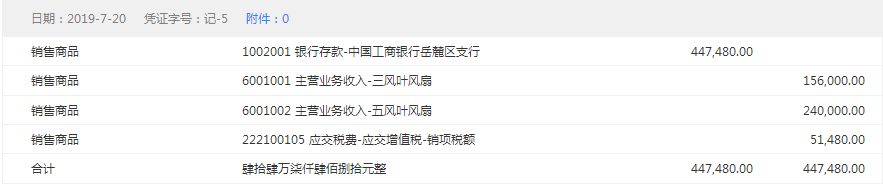 日期：2019-7-20 凭证字号：记-5 附件：0
销售商品 1002001 银行存款-中国工商银行岳麓区支行 447,480.00
销售商品 6001001 主营业务收入-三风叶风扇 156,000.00
销售商品 6001002 主营业务收入-五风叶风扇 240,000.00
销售商品 222100105 应交税费-应交增值税-销项税额 51,480.00
合计 肆拾肆万柒仟肆佰捌拾元整 447,480.00 447,480.00